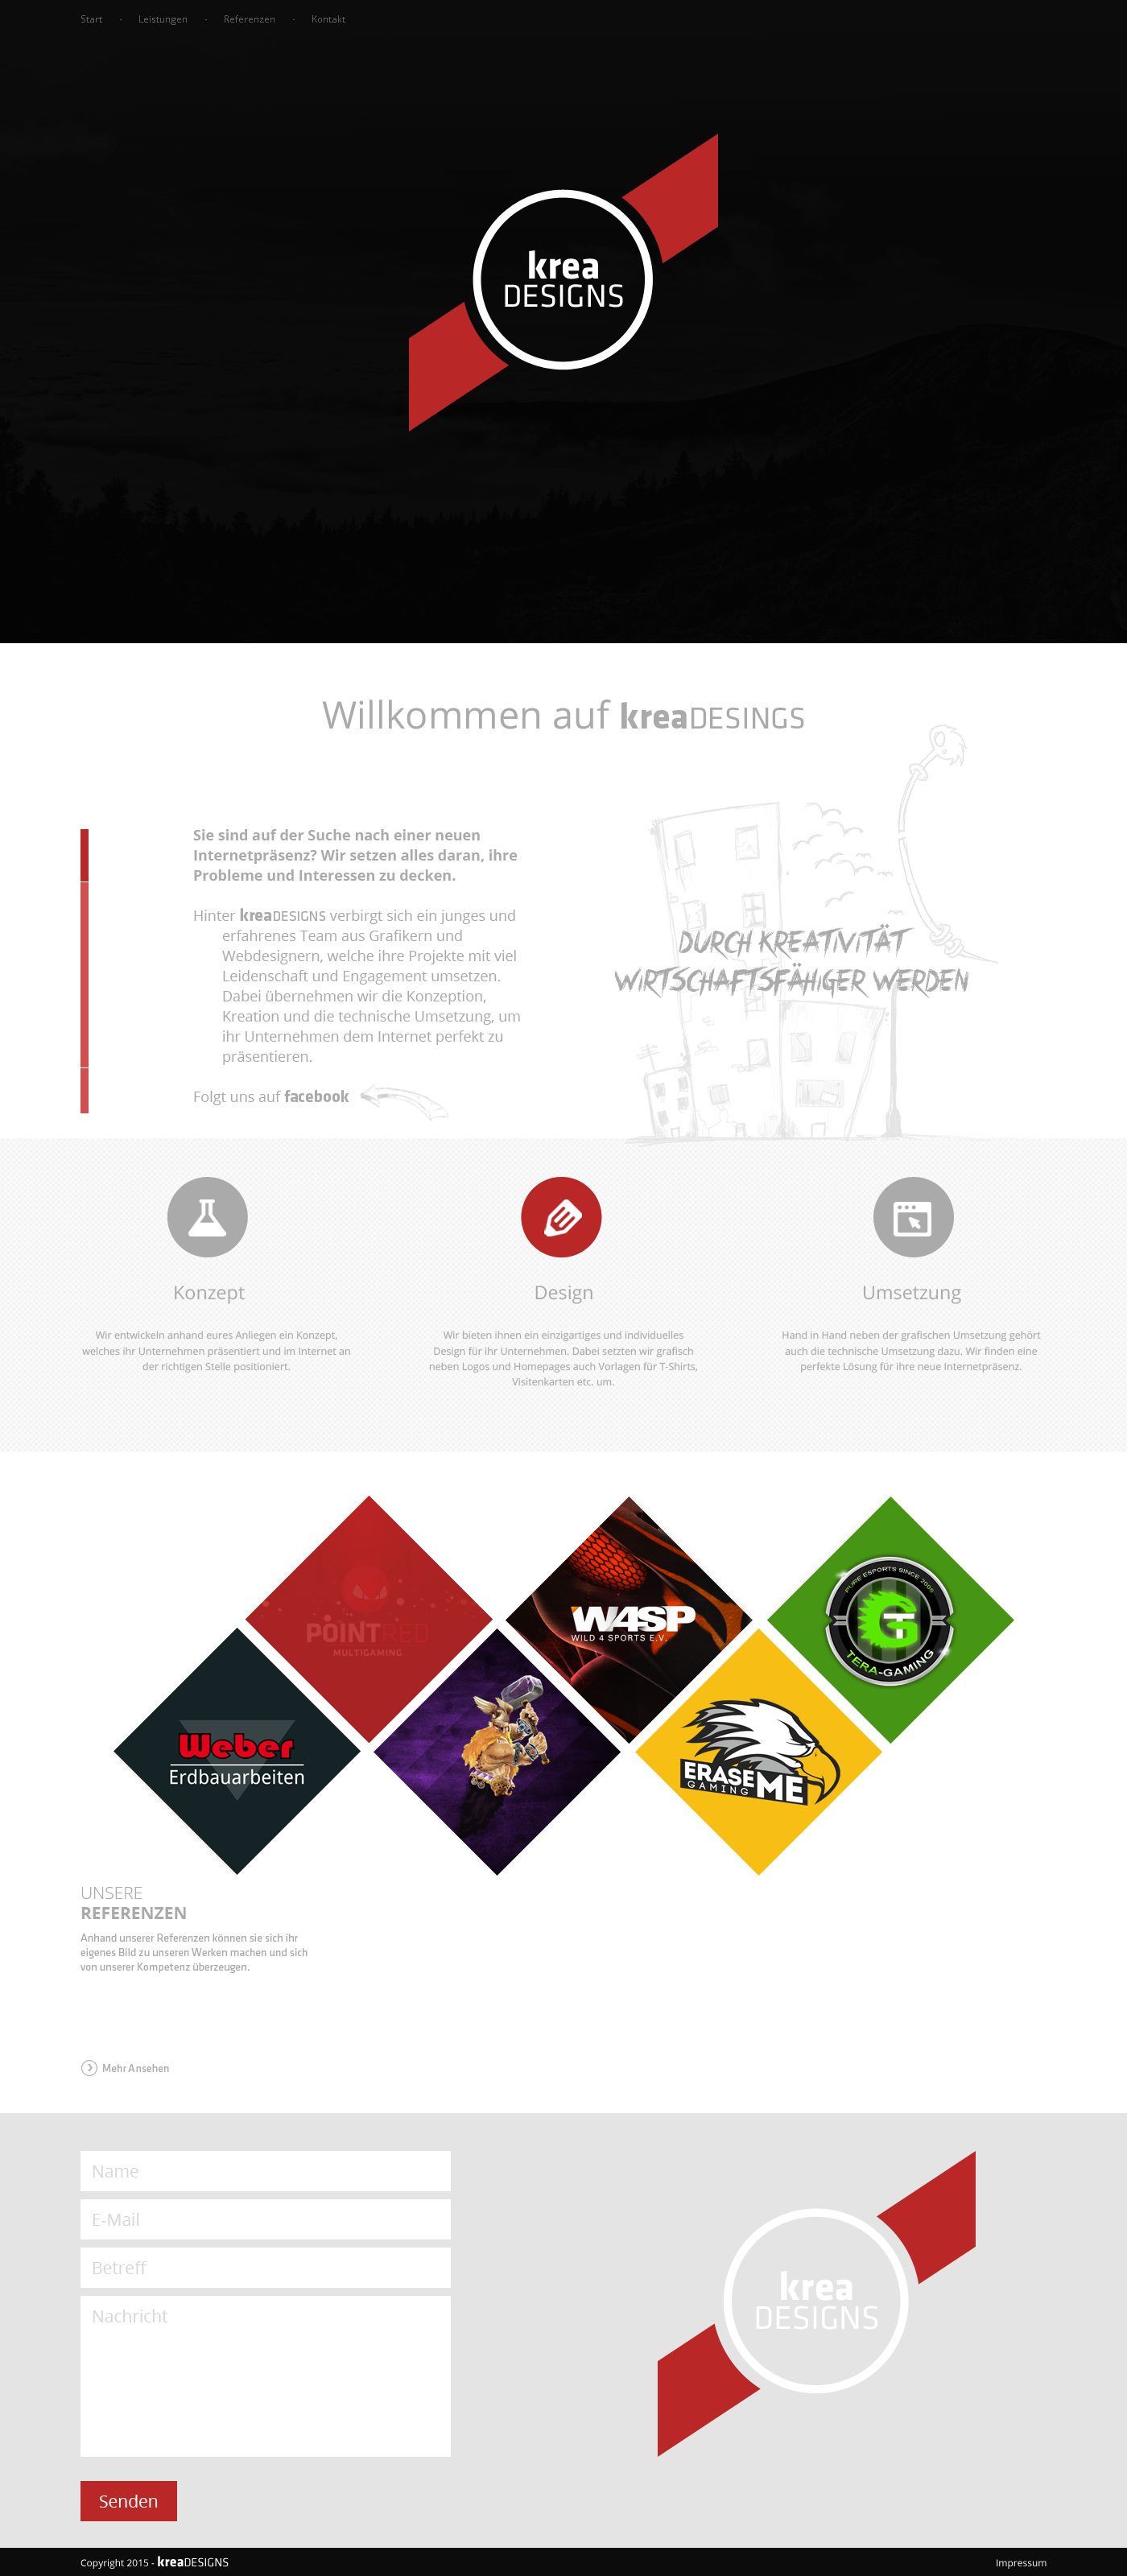 Start · Leistungen · Referenzen · Kontakt
krea
DESIGNS
Willkommen auf kreaDESINGS
Sie sind auf der Suche nach einer neuen
Internetpräsenz? Wir setzen alles daran, ihre
Probleme und Interessen zu decken.
Hinter kreaDESIGNS verbirgt sich ein junges und
erfahrenes Team aus Grafikern und
Webdesignern, welche ihre Projekte mit viel
Leidenschaft und Engagement umsetzen.
Dabei übernehmen wir die Konzeption,
Kreation und die technische Umsetzung, um
ihr Unternehmen dem Internet perfekt zu
präsentieren.
Folgt uns auf facebook
DURCH KREATIVITÄT
WIRTSCHAFTSFÄHIGER WERDEN
Konzept
Wir entwickeln anhand eures Anliegen ein Konzept,
welches ihr Unternehmen präsentiert und im Internet an
der richtigen Stelle positioniert.
Design
Wir bieten ihnen ein einzigartiges und individuelles
Design für ihr Unternehmen. Dabei setzten wir grafisch
neben Logos und Homepages auch Vorlagen für T-Shirts,
Visitenkarten etc. um.
Umsetzung
Hand in Hand neben der grafischen Umsetzung gehört
auch die technische Umsetzung dazu. Wir finden eine
perfekte Lösung für ihre neue Internetpräsenz.
POINTRED
MULTIGAMING
W4SP
WILD 4 SPORTS E.V.
PURE ESPORTS SINCE 2006
GT
TERA-GAMING
Weber
Erdbauarbeiten
ERASE ME
GAMING
UNSERE
REFERENZEN
Anhand unserer Referenzen können sie sich ihr
eigenes Bild zu unseren Werken machen und sich
von unserer Kompetenz überzeugen.
Mehr Ansehen
Name
E-Mail
Betreff
Nachricht
Senden
krea
DESIGNS
Copyright 2015 - kreaDESIGNS
Impressum